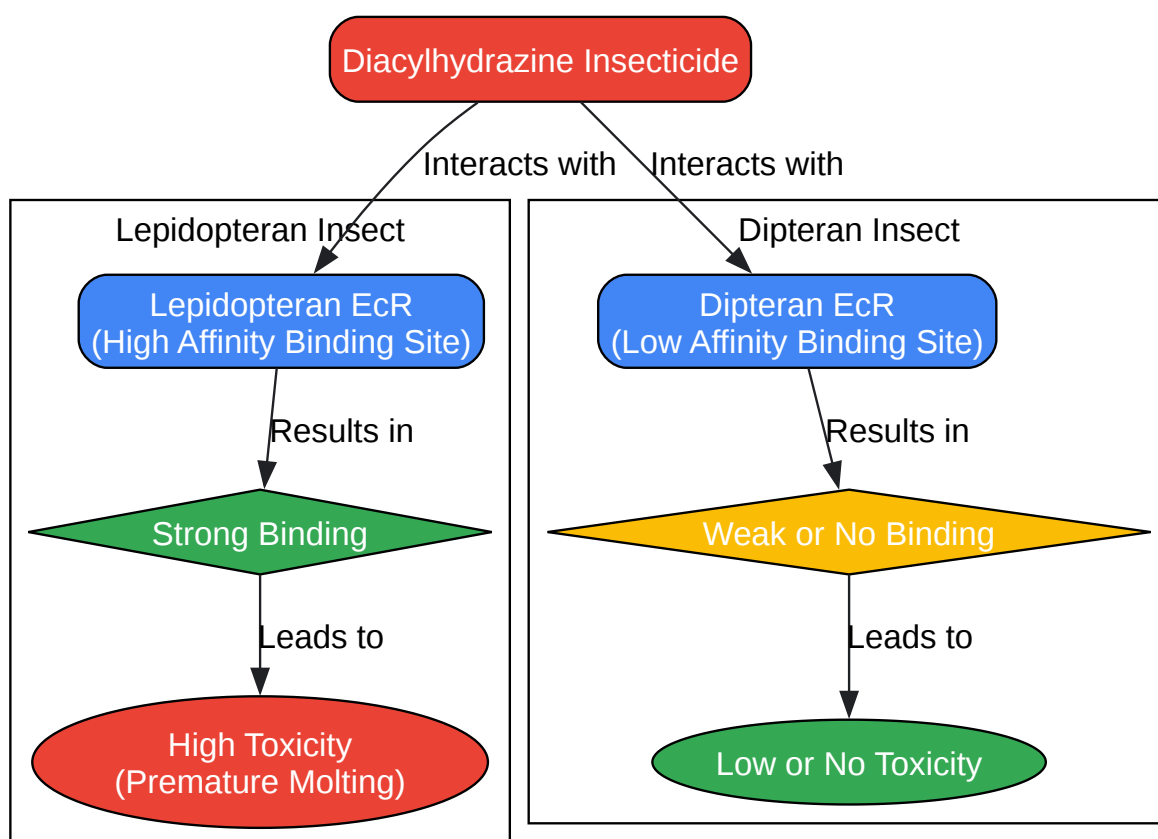 Diacylhydrazine Insecticide
Interacts with
Interacts with
Lepidopteran Insect
Dipteran Insect
Lepidopteran EcR
(High Affinity Binding Site)
Dipteran EcR
(Low Affinity Binding Site)
Results in
Results in
Strong Binding
Weak or No Binding
Leads to
Leads to
High Toxicity
(Premature Molting)
Low or No Toxicity